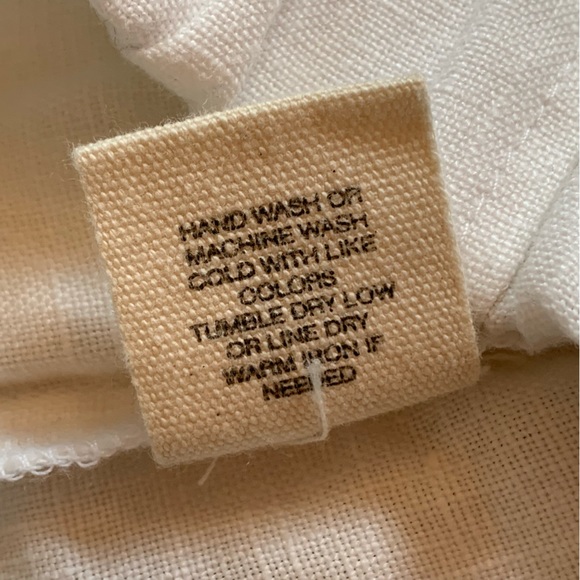 HAND WASH OR
MACHINE WASH
COLD WITH LIKE
COLORS
TUMBLE DRY LOW
OR LINE DRY
WARM IRON IF
NEEDED